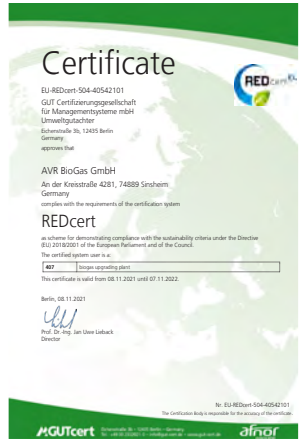 Certificate
REDcert
EU-REDcert-504-40542101
GUT Certifizierungsgesellschaft
für Managementsysteme mbH
Umweltgutachter
Eichenstraße 3b, 12435 Berlin
Germany
approves that
AVR BioGas GmbH
An der Kreisstraße 4281, 74889 Sinsheim
Germany
complies with the requirements of the certification system
REDcert
as scheme for demonstrating compliance with the sustainability criteria under the Directive
(EU) 2018/2001 of the European Parliament and of the Council.
The certified system user is a:
407 biogas upgrading plant
This certificate is valid from 08.11.2021 until 07.11.2022.
Berlin, 08.11.2021
Prof. Dr.-Ing. Jan Uwe Lieback
Director
Nr. EU-REDcert-504-40542101
The Certification Body is responsible for the accuracy of the certificate.
GUTcert
afnor